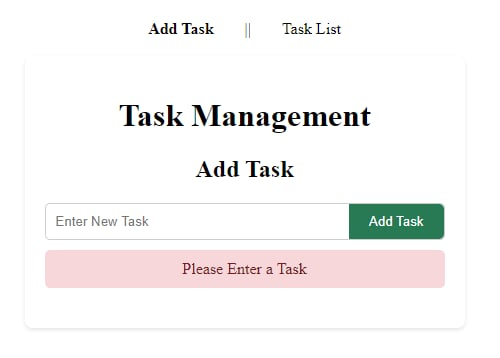 Add Task || Task List
Task Management
Add Task
Enter New Task Add Task
Please Enter a Task